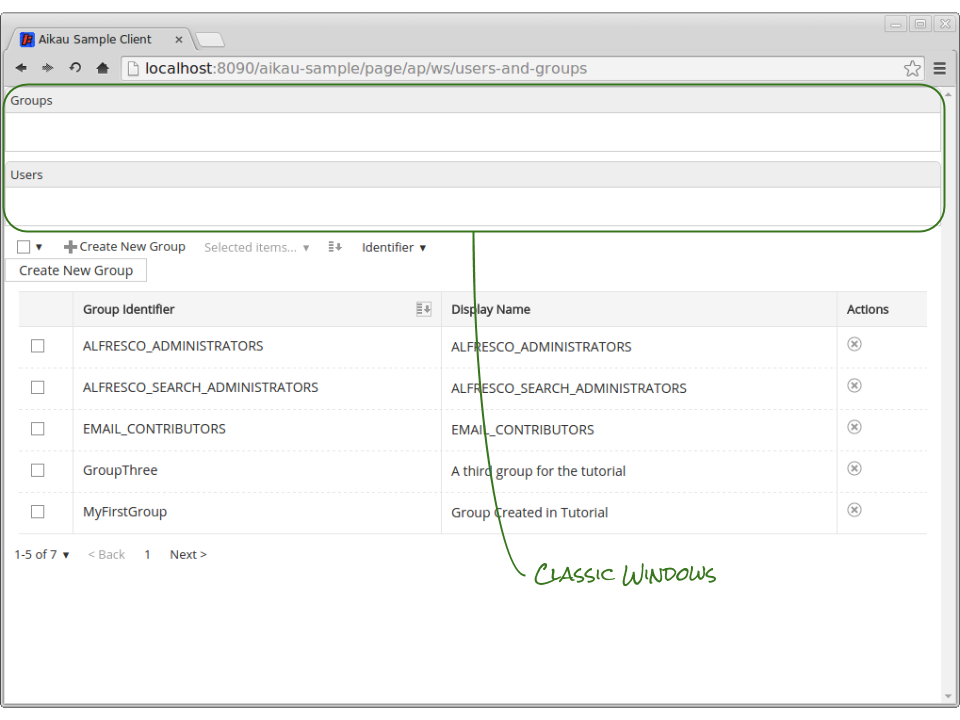 Aikau Sample Client
localhost:8090/aikau-sample/page/ap/ws/users-and-groups
Groups
Users
Create New Group Selected items... Identifier
Create New Group
Group Identifier Display Name Actions
ALFRESCO_ADMINISTRATORS ALFRESCO_ADMINISTRATORS
ALFRESCO_SEARCH_ADMINISTRATORS ALFRESCO_SEARCH_ADMINISTRATORS
EMAIL_CONTRIBUTORS EMAIL_CONTRIBUTORS
GroupThree A third group for the tutorial
MyFirstGroup Group Created in Tutorial
1-5 of 7 < Back 1 Next >
Classic Windows